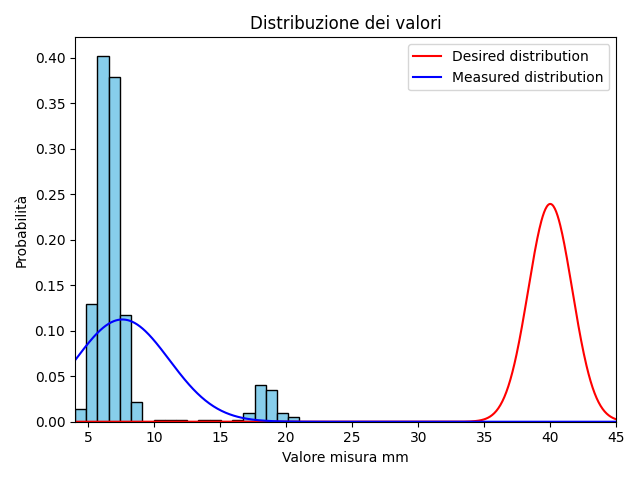 Distribuzione dei valori
Desired distribution
Measured distribution
Probabilità
0.40
0.35
0.30
0.25
0.20
0.15
0.10
0.05
0.00
5 10 15 20 25 30 35 40 45
Valore misura mm